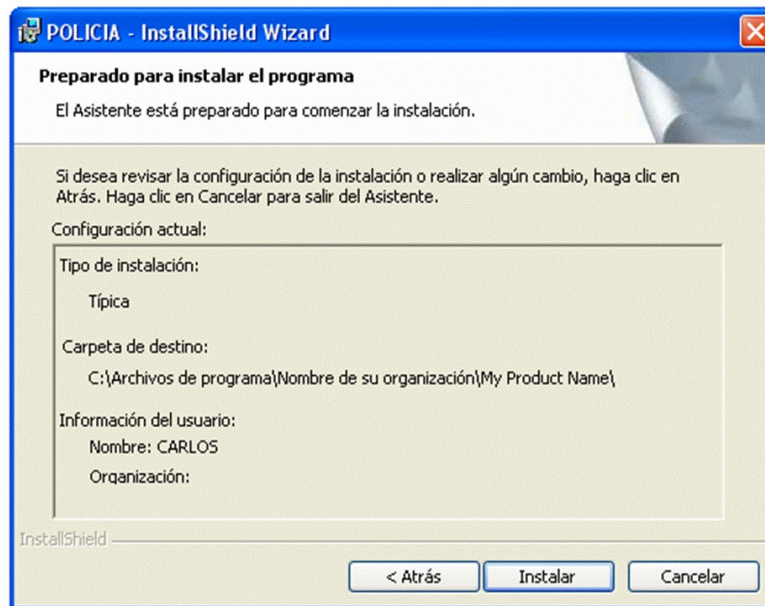 POLICIA - InstallShield Wizard
Preparado para instalar el programa
El Asistente está preparado para comenzar la instalación.
Si desea revisar la configuración de la instalación o realizar algún cambio, haga clic en
Atrás. Haga clic en Cancelar para salir del Asistente.
Configuración actual:
Tipo de instalación:
Típica
Carpeta de destino:
C:\Archivos de programa\Nombre de su organización\My Product Name\
Información del usuario:
Nombre: CARLOS
Organización:
InstallShield
< Atrás Instalar Cancelar